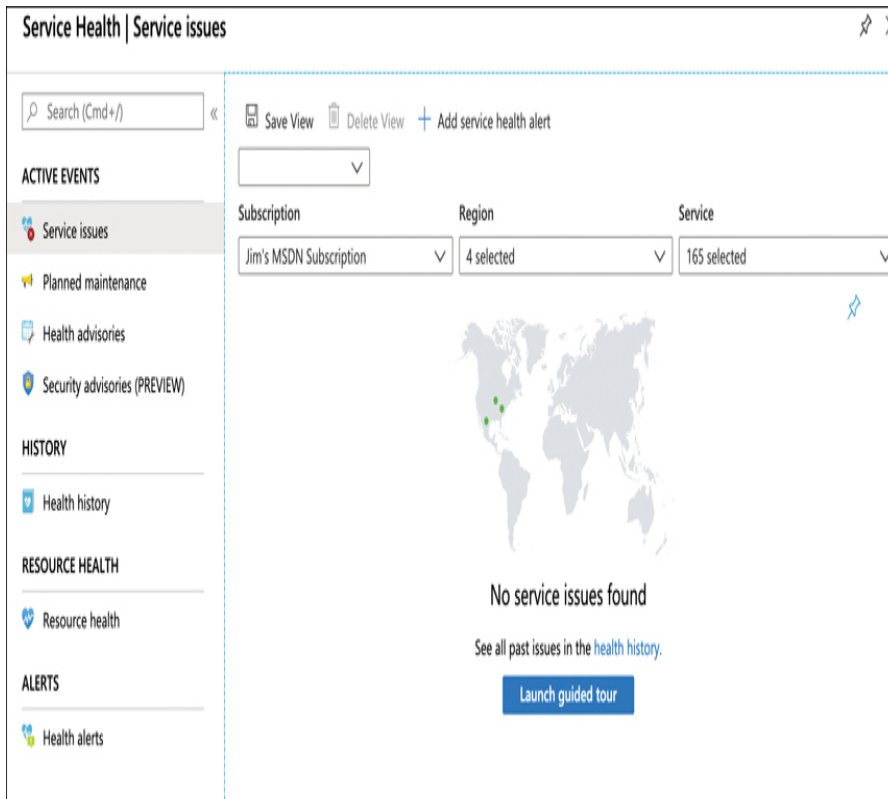 Service Health | Service issues
Search (Cmd+/)
«
ACTIVE EVENTS
Service issues
Planned maintenance
Health advisories
Security advisories (PREVIEW)
HISTORY
Health history
RESOURCE HEALTH
Resource health
ALERTS
Health alerts
Save View Delete View + Add service health alert
Subscription Region Service
Jim's MSDN Subscription 4 selected 165 selected
No service issues found
See all past issues in the health history.
Launch guided tour